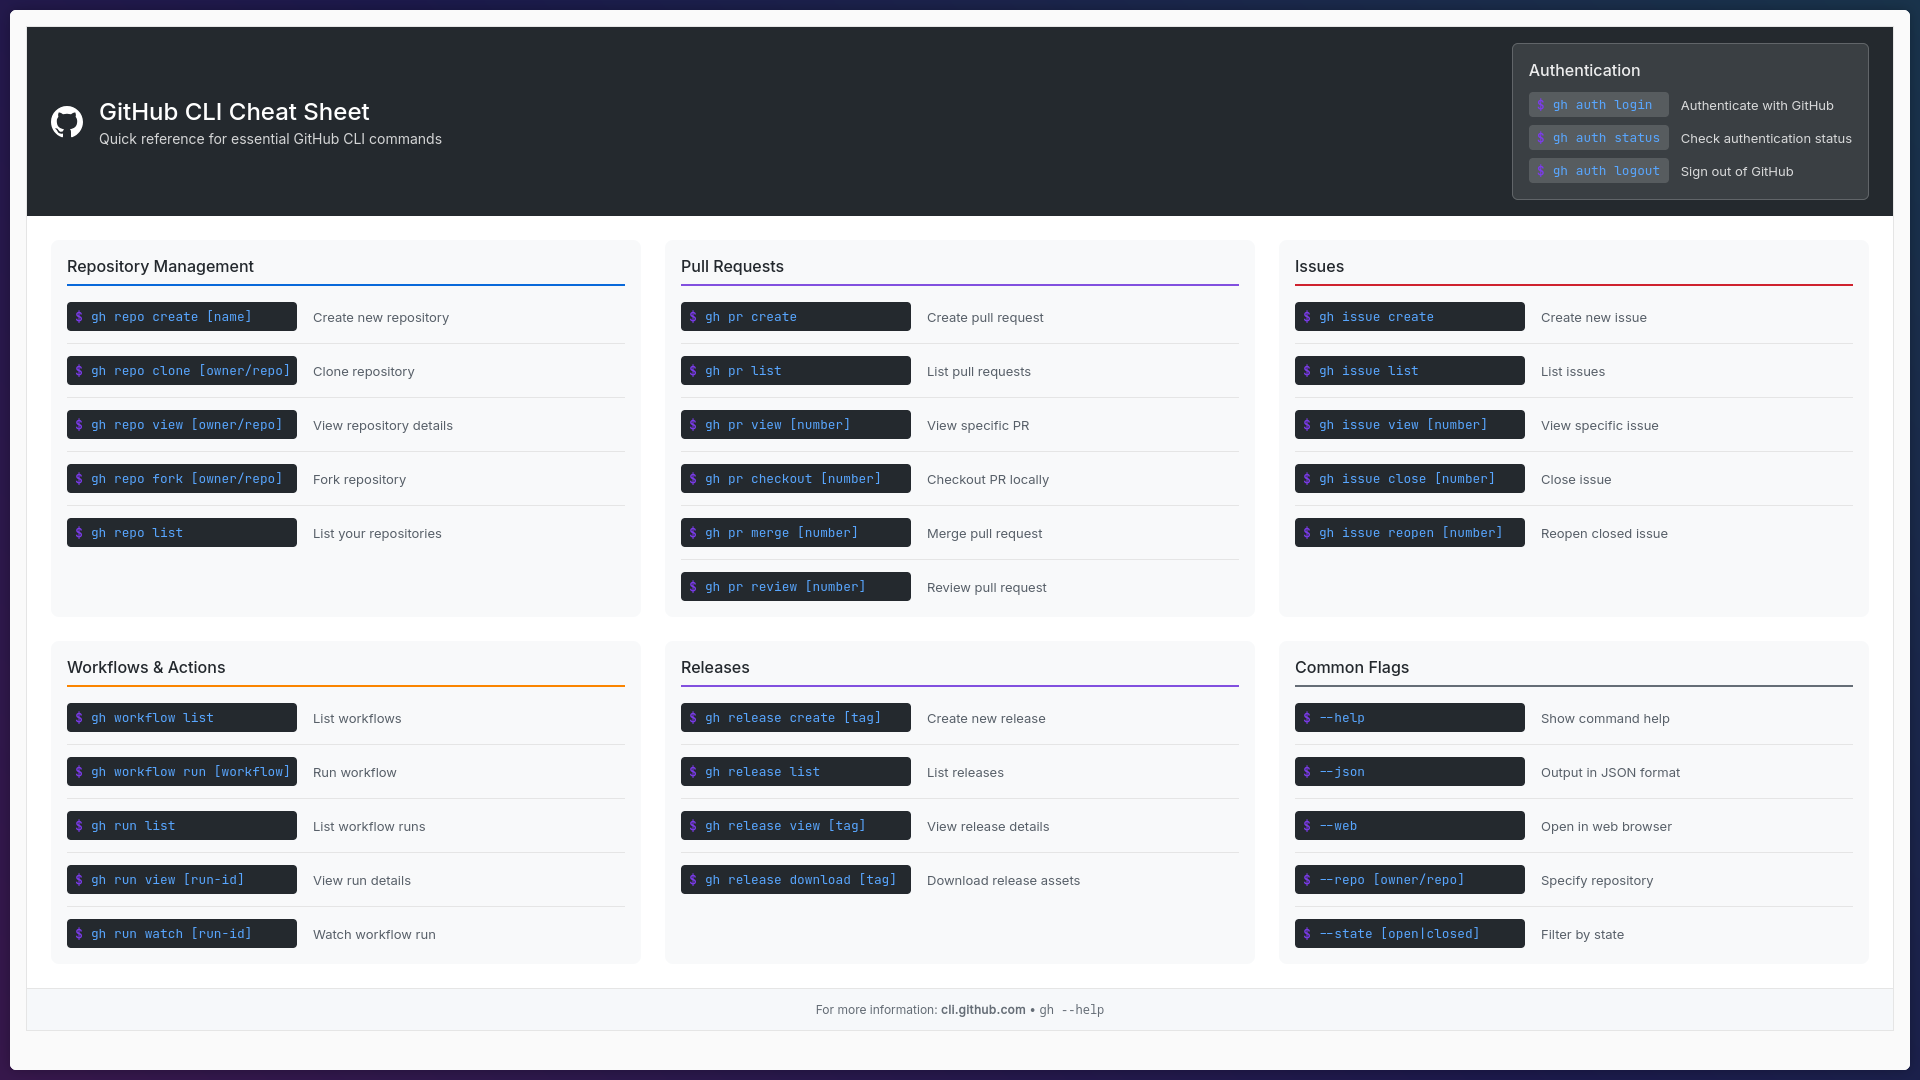 GitHub CLI Cheat Sheet
Quick reference for essential GitHub CLI commands
Authentication
$ gh auth login Authenticate with GitHub
$ gh auth status Check authentication status
$ gh auth logout Sign out of GitHub
Repository Management
$ gh repo create [name] Create new repository
$ gh repo clone [owner/repo] Clone repository
$ gh repo view [owner/repo] View repository details
$ gh repo fork [owner/repo] Fork repository
$ gh repo list List your repositories
Pull Requests
$ gh pr create Create pull request
$ gh pr list List pull requests
$ gh pr view [number] View specific PR
$ gh pr checkout [number] Checkout PR locally
$ gh pr merge [number] Merge pull request
$ gh pr review [number] Review pull request
Issues
$ gh issue create Create new issue
$ gh issue list List issues
$ gh issue view [number] View specific issue
$ gh issue close [number] Close issue
$ gh issue reopen [number] Reopen closed issue
Workflows & Actions
$ gh workflow list List workflows
$ gh workflow run [workflow] Run workflow
$ gh run list List workflow runs
$ gh run view [run-id] View run details
$ gh run watch [run-id] Watch workflow run
Releases
$ gh release create [tag] Create new release
$ gh release list List releases
$ gh release view [tag] View release details
$ gh release download [tag] Download release assets
Common Flags
$ --help Show command help
$ --json Output in JSON format
$ --web Open in web browser
$ --repo [owner/repo] Specify repository
$ --state [open|closed] Filter by state
For more information: cli.github.com • gh --help